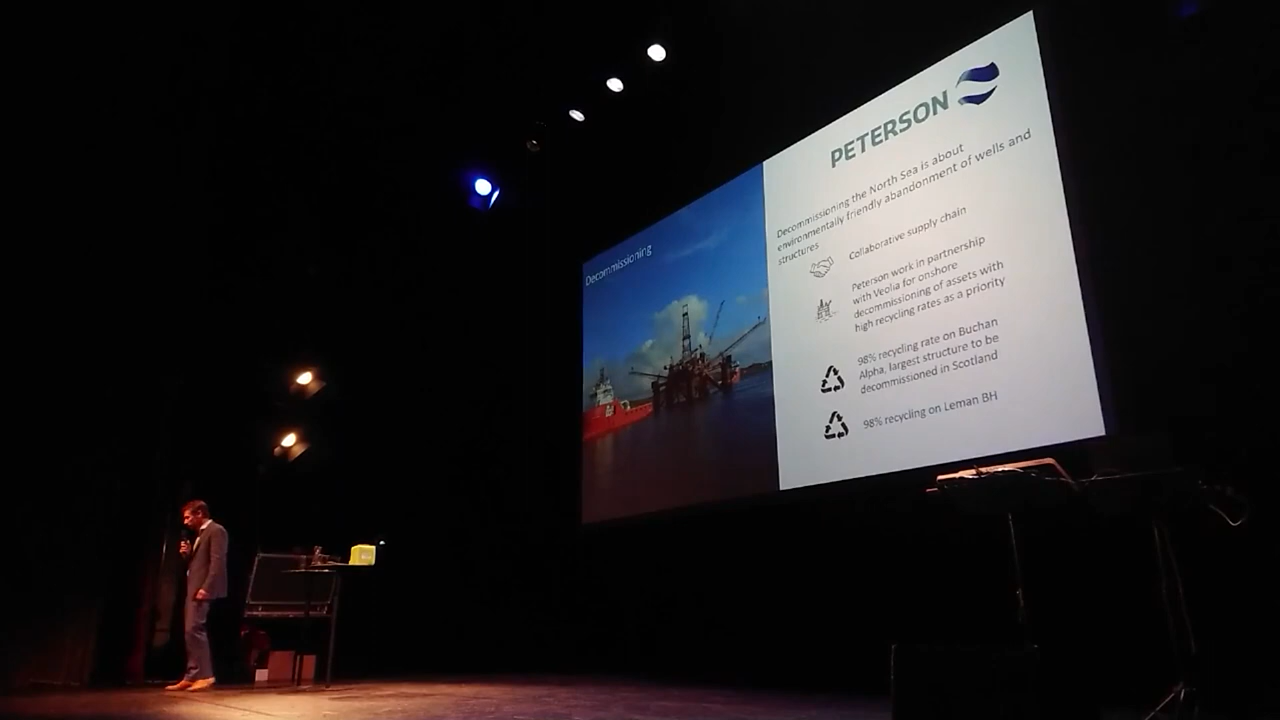 Decommissioning
PETERSON
Decommissioning the North Sea is about
environmentally friendly abandonment of wells and
structures
Collaborative supply chain
Peterson work in partnership
with Veolia for onshore
decommissioning of assets with
high recycling rates as a priority
98% recycling rate on Buchan
Alpha, largest structure to be
decommissioned in Scotland
98% recycling on Leman BH